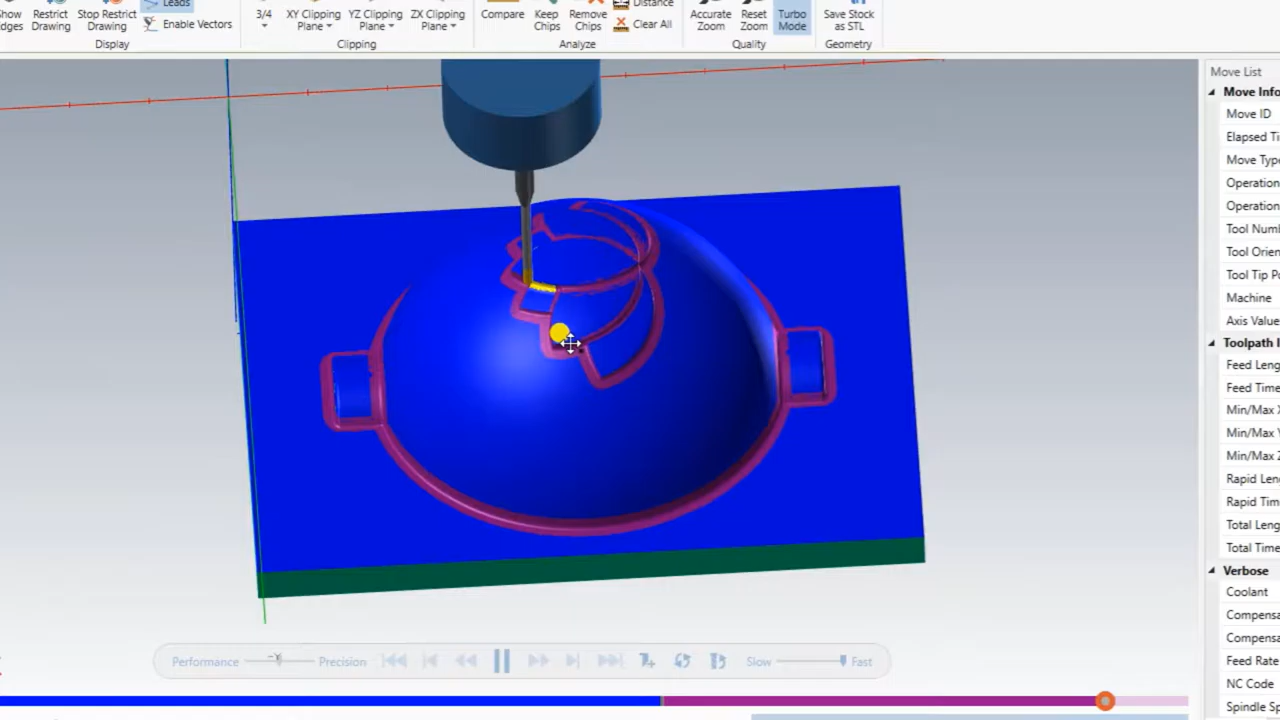 Leads
Show Edges
Restrict Drawing
Stop Restrict Drawing
Enable Vectors
Display
3/4
XY Clipping Plane
YZ Clipping Plane
ZX Clipping Plane
Clipping
Compare
Keep Chips
Remove Chips
Distance
Clear All
Analyze
Accurate Zoom
Reset Zoom
Turbo Mode
Quality
Save Stock as STL
Geometry
Move List
Move Info
Move ID
Elapsed Ti
Move Type
Operation
Operation
Tool Numb
Tool Orien
Tool Tip Po
Machine
Axis Value
Toolpath I
Feed Leng
Feed Time
Min/Max X
Min/Max Y
Min/Max Z
Rapid Leng
Rapid Tim
Total Leng
Total Time
Verbose
Coolant
Compensa
Compensa
Feed Rate
NC Code
Spindle Sp
Performance
Precision
Slow
Fast